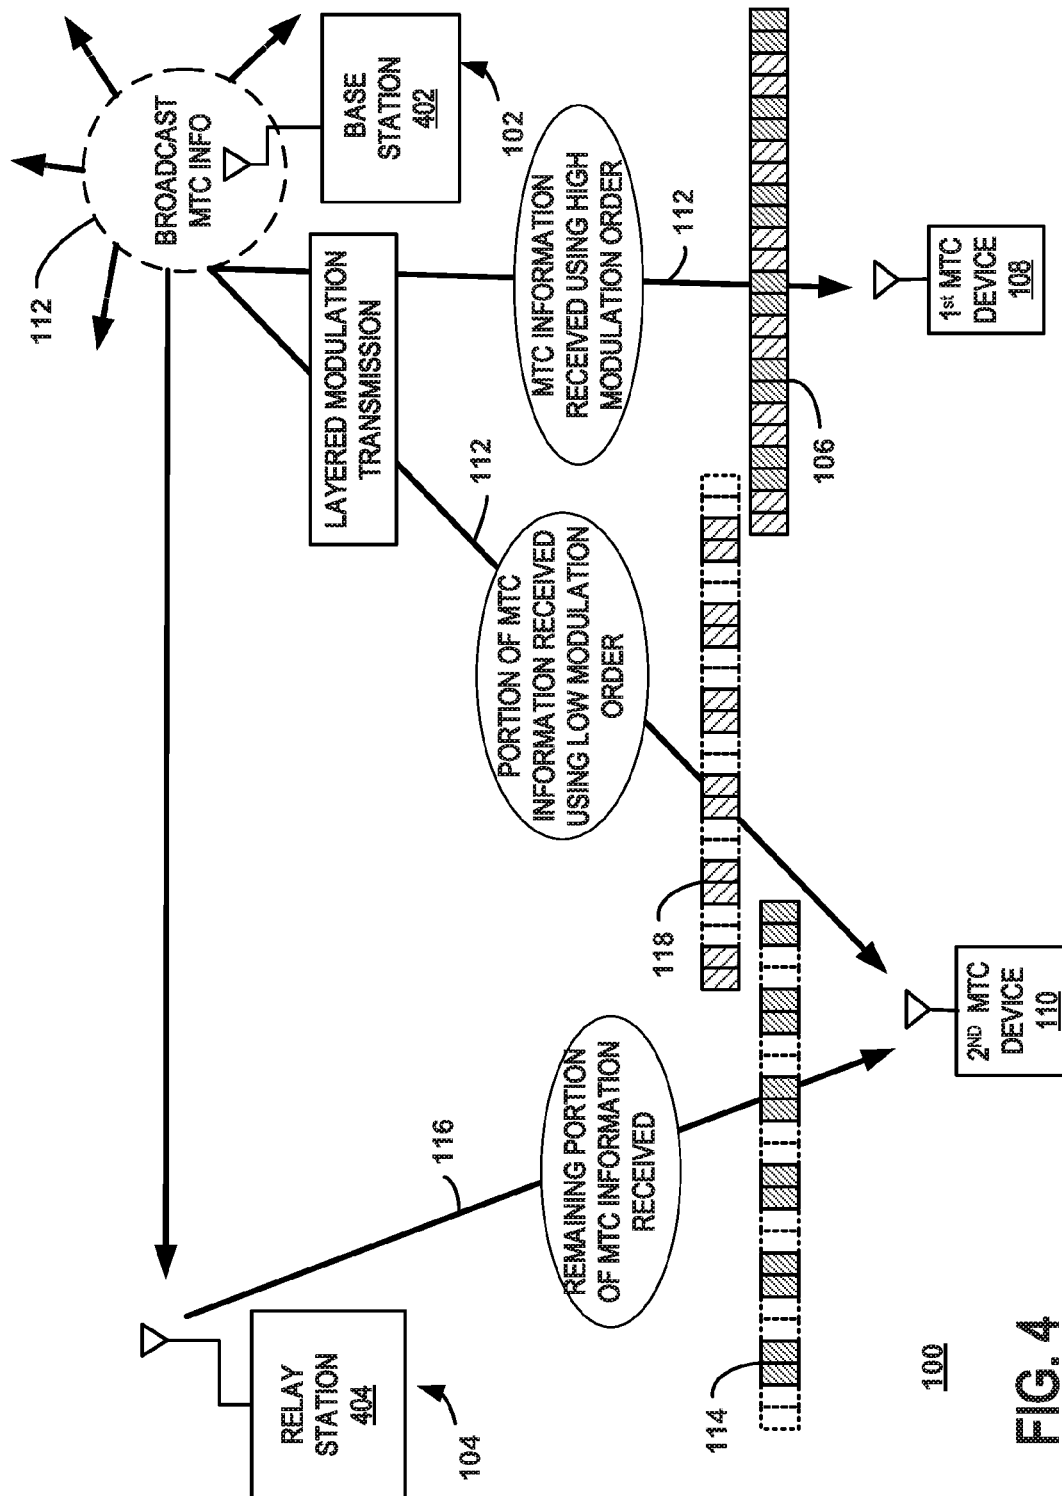 112
BROADCAST
MTC INFO
BASE
STATION
402
102
LAYERED MODULATION
TRANSMISSION
112
MTC INFORMATION
RECEIVED USING HIGH
MODULATION ORDER
112
PORTION OF MTC
INFORMATION RECEIVED
USING LOW MODULATION
ORDER
106
1st MTC
DEVICE
108
118
RELAY
STATION
404
104
116
REMAINING PORTION
OF MTC INFORMATION
RECEIVED
114
2ND MTC
DEVICE
110
100
FIG. 4